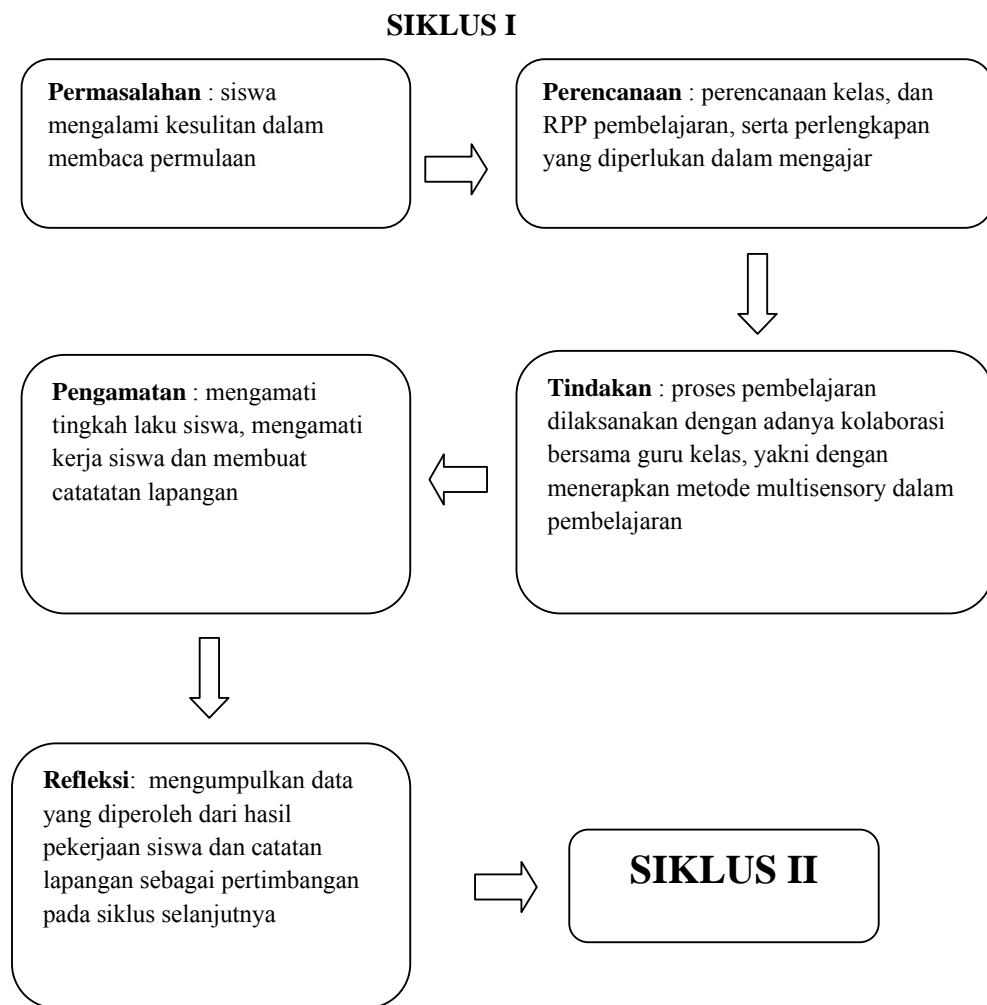 SIKLUS I
Permasalahan : siswa
mengalami kesulitan dalam
membaca permulaan
Perencanaan : perencanaan kelas, dan
RPP pembelajaran, serta perlengkapan
yang diperlukan dalam mengajar
Tindakan : proses pembelajaran
dilaksanakan dengan adanya kolaborasi
bersama guru kelas, yakni dengan
menerapkan metode multisensory dalam
pembelajaran
Pengamatan : mengamati
tingkah laku siswa, mengamati
kerja siswa dan membuat
catatatan lapangan
Refleksi: mengumpulkan data
yang diperoleh dari hasil
pekerjaan siswa dan catatan
lapangan sebagai pertimbangan
pada siklus selanjutnya
SIKLUS II